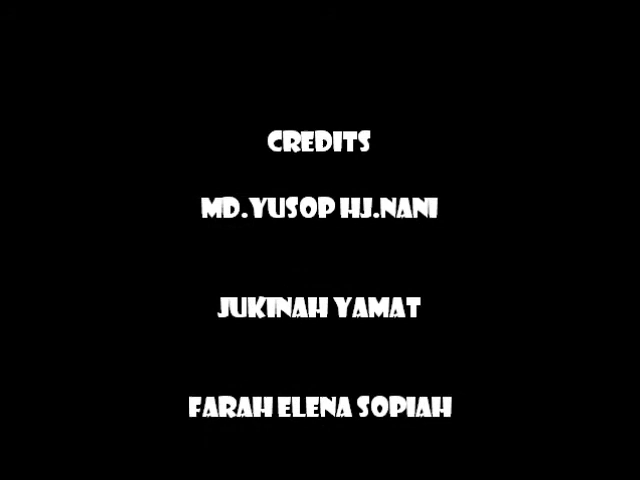 CREDITS
MD.YUSOP HJ.NANI
JUKINAH YAMAT
FARAH ELENA SOPIAH